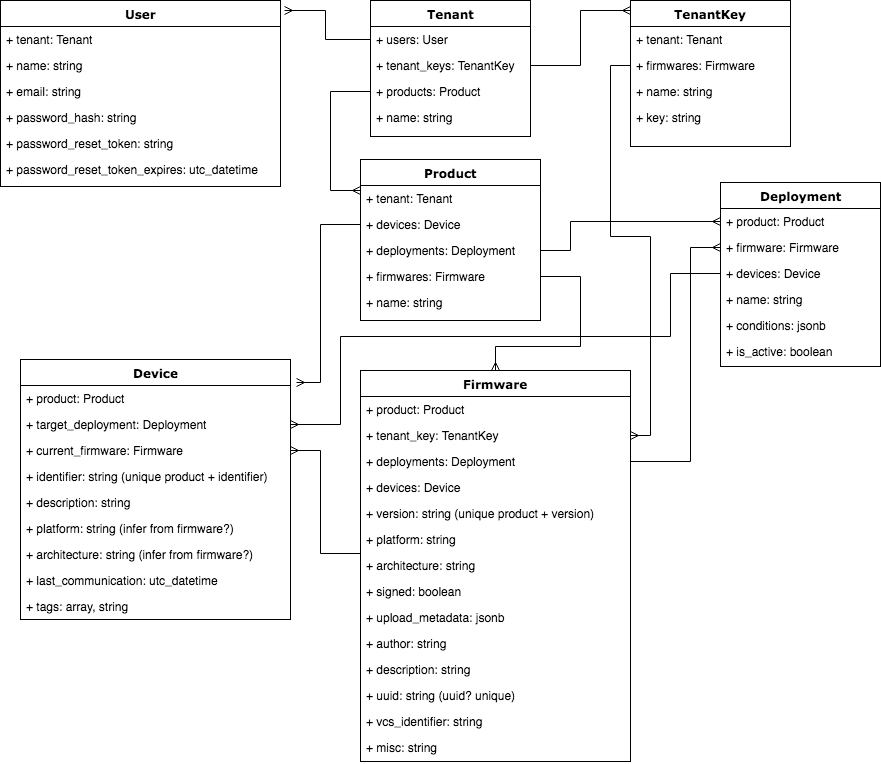 User
+ tenant: Tenant
+ name: string
+ email: string
+ password_hash: string
+ password_reset_token: string
+ password_reset_token_expires: utc_datetime
Tenant
+ users: User
+ tenant_keys: TenantKey
+ products: Product
+ name: string
TenantKey
+ tenant: Tenant
+ firmwares: Firmware
+ name: string
+ key: string
Product
+ tenant: Tenant
+ devices: Device
+ deployments: Deployment
+ firmwares: Firmware
+ name: string
Deployment
+ product: Product
+ firmware: Firmware
+ devices: Device
+ name: string
+ conditions: jsonb
+ is_active: boolean
Device
+ product: Product
+ target_deployment: Deployment
+ current_firmware: Firmware
+ identifier: string (unique product + identifier)
+ description: string
+ platform: string (infer from firmware?)
+ architecture: string (infer from firmware?)
+ last_communication: utc_datetime
+ tags: array, string
Firmware
+ product: Product
+ tenant_key: TenantKey
+ deployments: Deployment
+ devices: Device
+ version: string (unique product + version)
+ platform: string
+ architecture: string
+ signed: boolean
+ upload_metadata: jsonb
+ author: string
+ description: string
+ uuid: string (uuid? unique)
+ vcs_identifier: string
+ misc: string